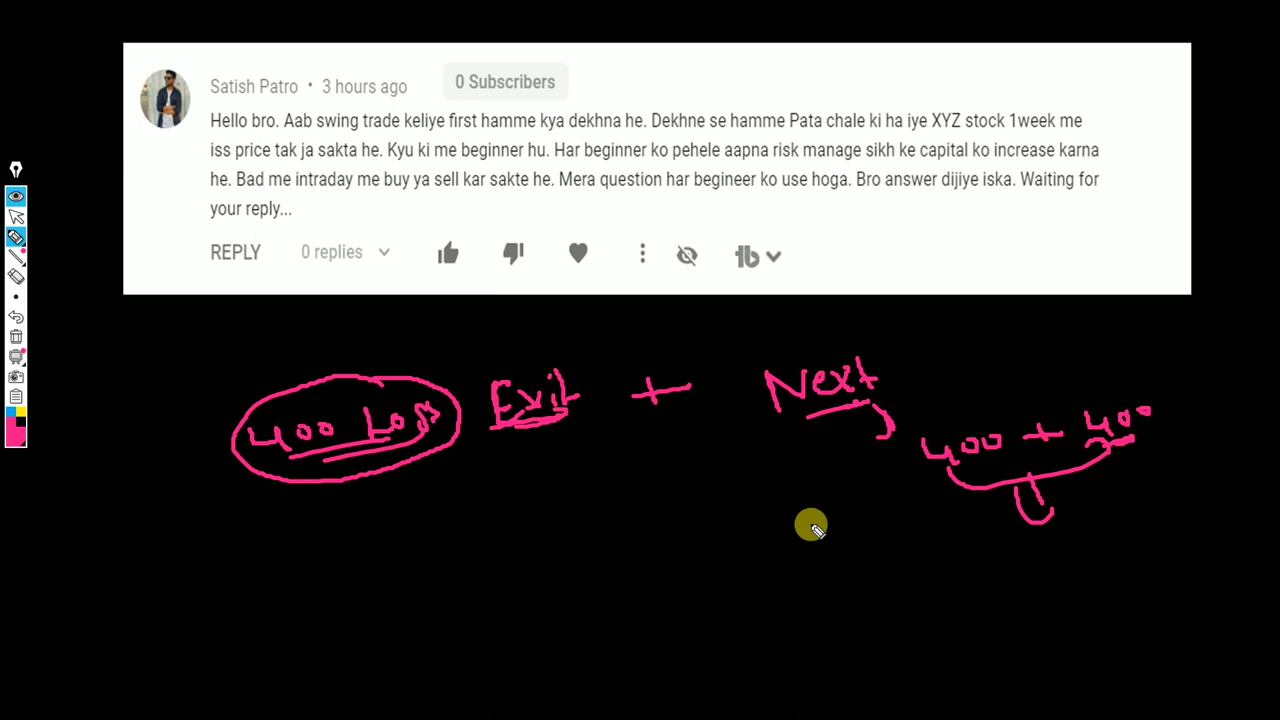 Satish Patro • 3 hours ago 0 Subscribers
Hello bro. Aab swing trade keliye first hamme kya dekhna he. Dekhne se hamme Pata chale ki ha iye XYZ stock 1week me
iss price tak ja sakta he. Kyu ki me beginner hu. Har beginner ko pehele aapna risk manage sikh ke capital ko increase karna
he. Bad me intraday me buy ya sell kar sakte he. Mera question har begineer ko use hoga. Bro answer dijiye iska. Waiting for
your reply...
REPLY 0 replies
400 Loss Exit + Next
400 + 400